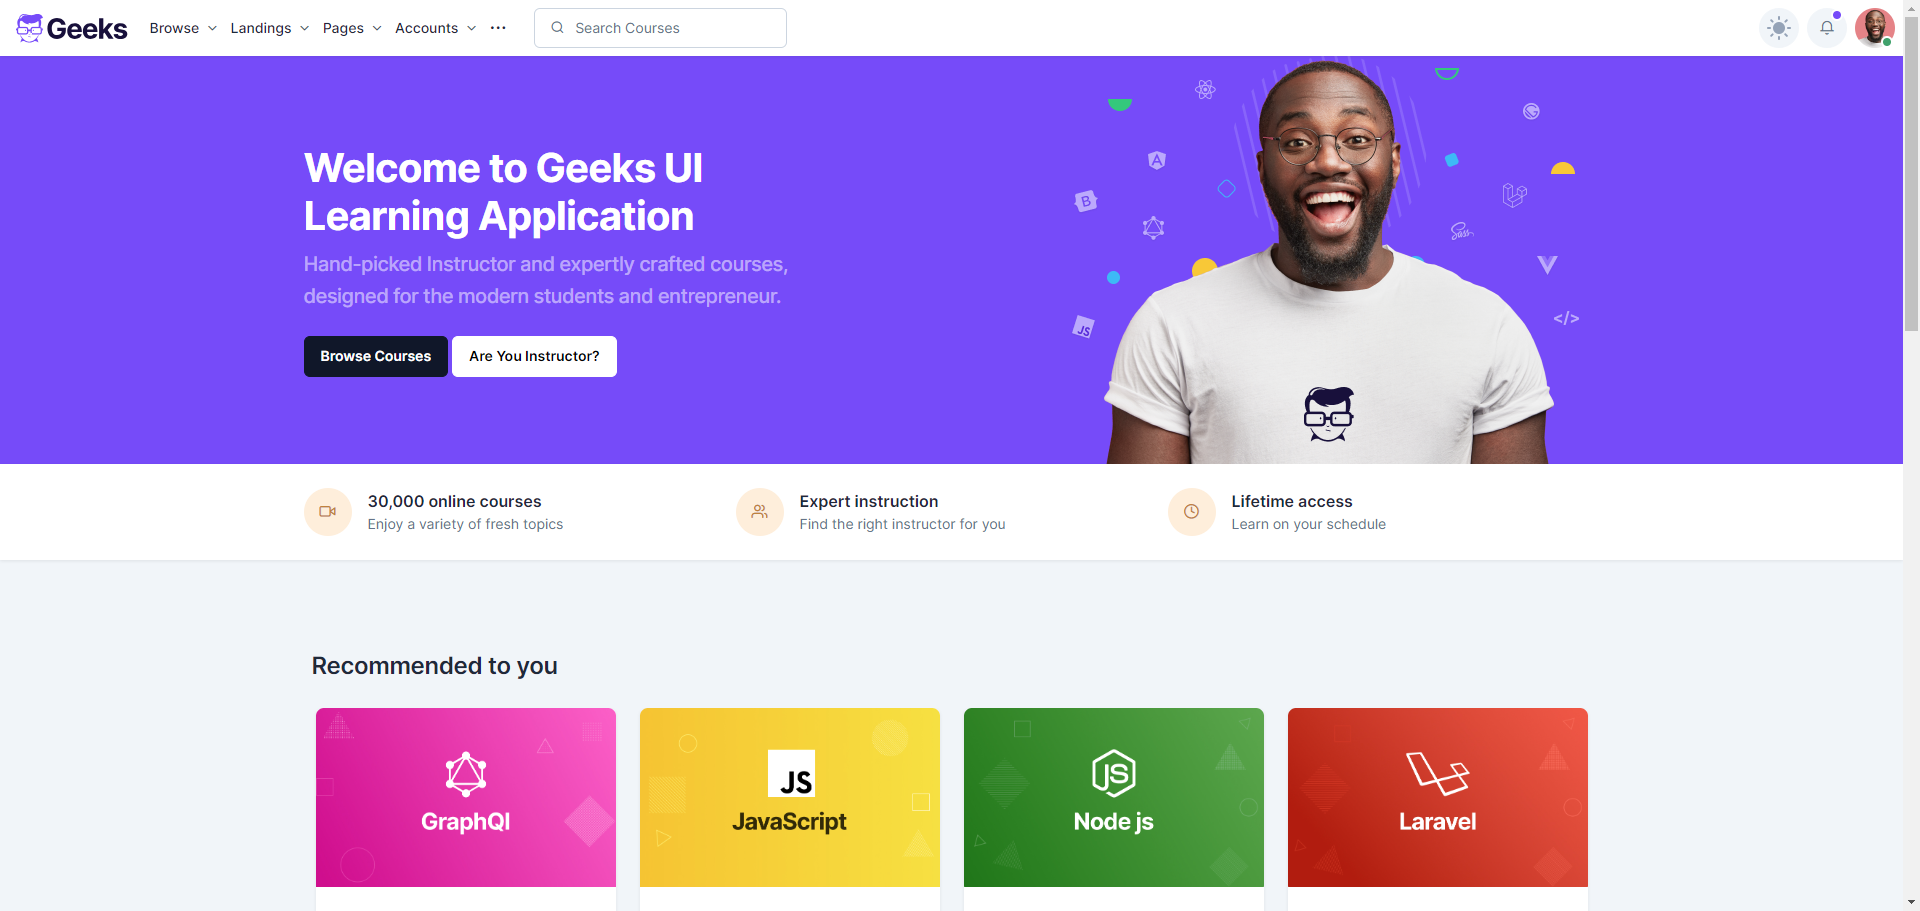 Geeks
Browse
Landings
Pages
Accounts
Search Courses
Welcome to Geeks UI
Learning Application
Hand-picked Instructor and expertly crafted courses,
designed for the modern students and entrepreneur.
Browse Courses
Are You Instructor?
B
JS
Sass
</>
30,000 online courses
Enjoy a variety of fresh topics
Expert instruction
Find the right instructor for you
Lifetime access
Learn on your schedule
Recommended to you
GraphQl
JS
JavaScript
JS
Node js
Laravel